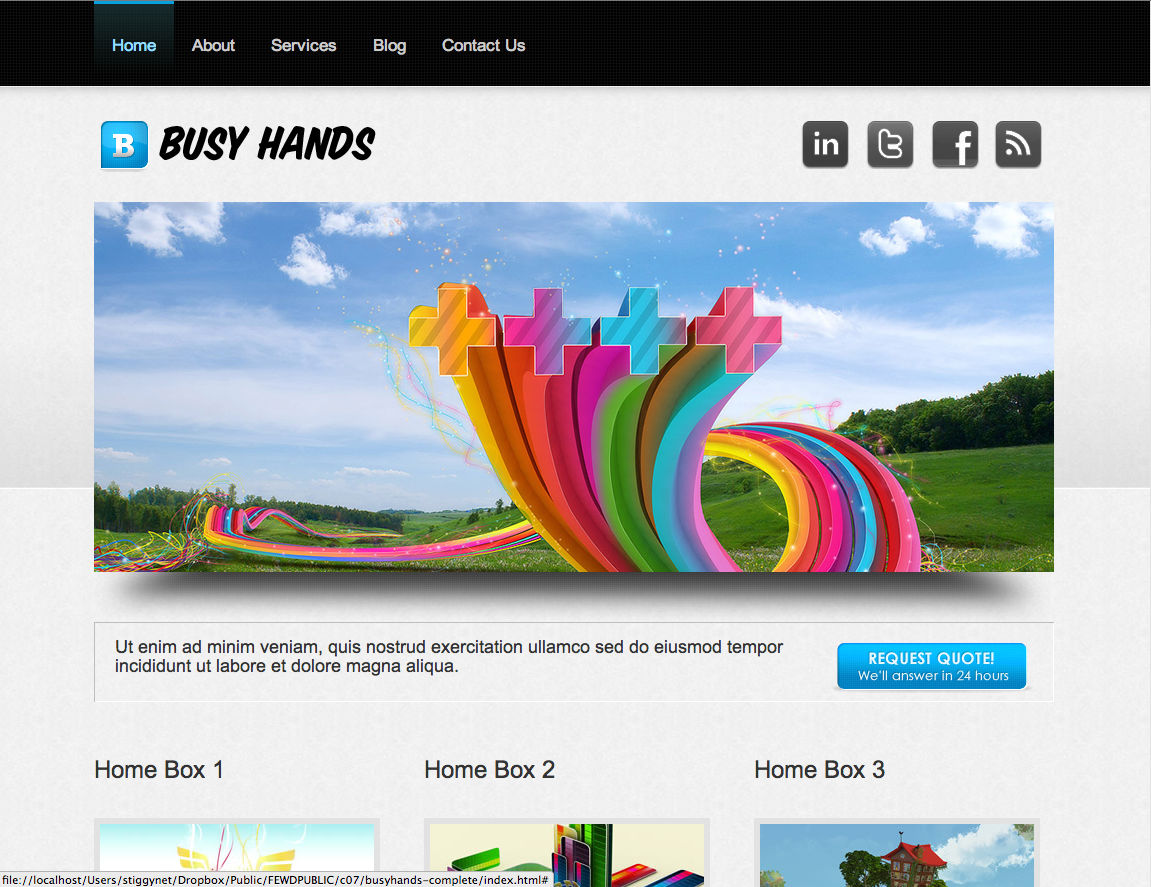 Home About Services Blog Contact Us
B BUSY HANDS
in t f
Ut enim ad minim veniam, quis nostrud exercitation ullamco sed do eiusmod tempor
incididunt ut labore et dolore magna aliqua.
REQUEST QUOTE!
We'll answer in 24 hours
Home Box 1
Home Box 2
Home Box 3
file://localhost/Users/stiggynet/Dropbox/Public/FEWDPUBLIC/c07/busyhands-complete/index.html#